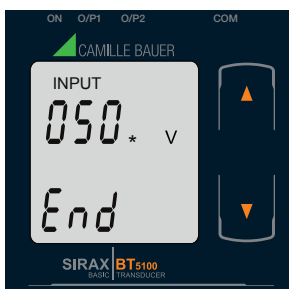 ON O/P1 O/P2 COM
CAMILLE BAUER
INPUT
050. * V
End
SIRAX BT5100
BASIC TRANSDUCER